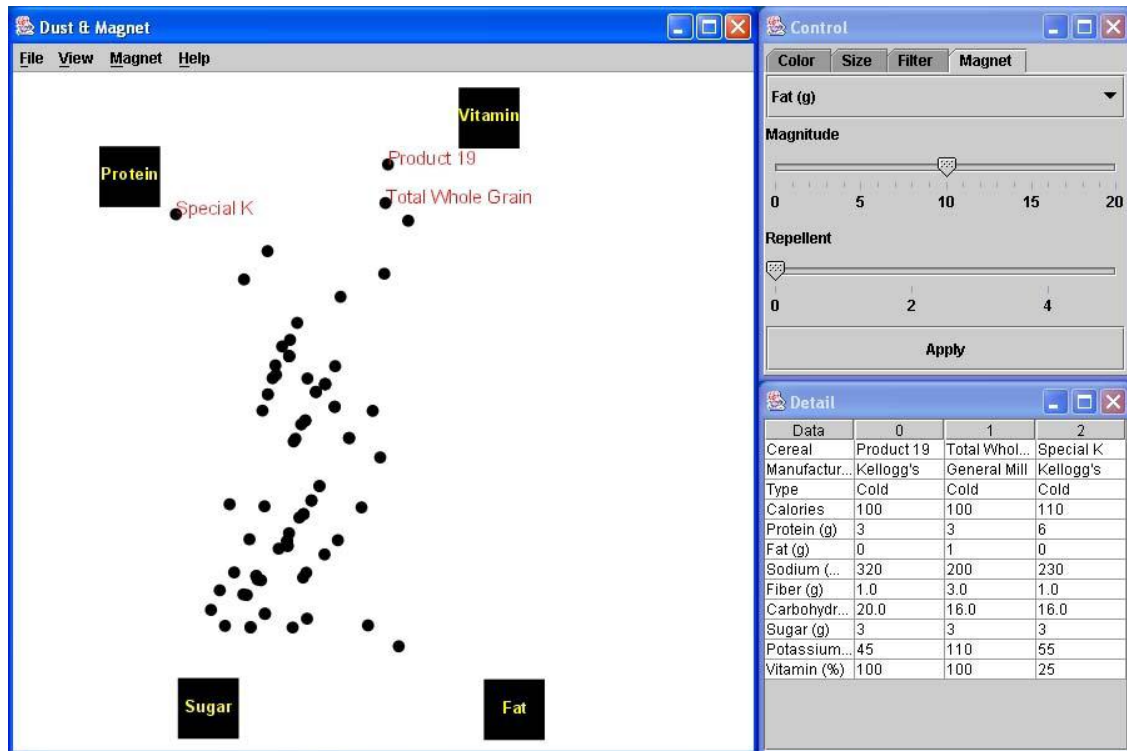 Dust & Magnet
File View Magnet Help
Vitamin
Product 19
Protein
Total Whole Grain
Special K
Sugar
Fat
Control
Color Size Filter Magnet
Fat (g)
Magnitude
0 5 10 15 20
Repellent
0 2 4
Apply
Detail
Data 0 1 2
Cereal Product 19 Total Whol... Special K
Manufactur... Kellogg's General Mill Kellogg's
Type Cold Cold Cold
Calories 100 100 110
Protein (g) 3 3 6
Fat (g) 0 1 0
Sodium (... 320 200 230
Fiber (g) 1.0 3.0 1.0
Carbohydr... 20.0 16.0 16.0
Sugar (g) 3 3 3
Potassium... 45 110 55
Vitamin (%) 100 100 25